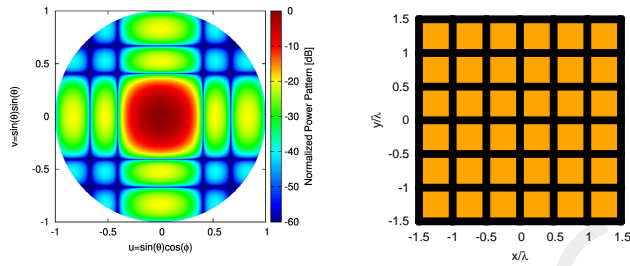 1
0.5
0
-0.5
-1
v=sin(θ)sin(θ)
-1 -0.5 0 0.5 1
u=sin(θ)cos(ϕ)
0
-10
-20
-30
-40
-50
-60
Normalized Power Pattern [dB]
1.5
1
0.5
0
-0.5
-1
-1.5
y/λ
-1.5 -1 -0.5 0 0.5 1 1.5
x/λ